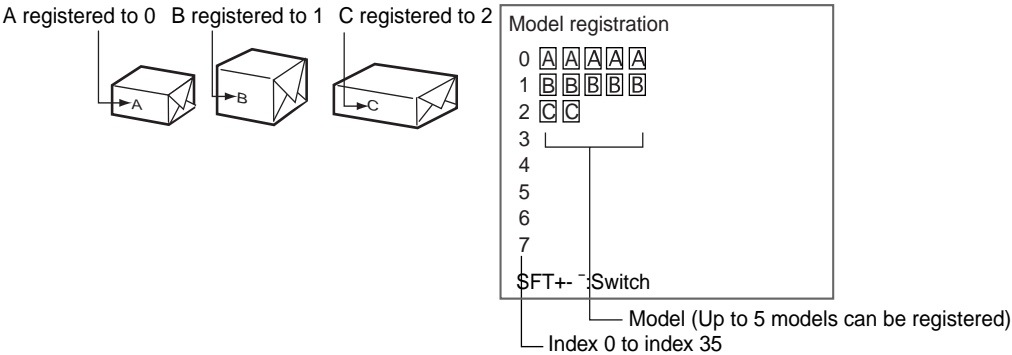 A registered to 0 B registered to 1 C registered to 2
A
B
C
Model registration
0 A A A A A
1 B B B B B
2 C C
3
4
5
6
7
SFT+- ¯:Switch
Model (Up to 5 models can be registered)
Index 0 to index 35